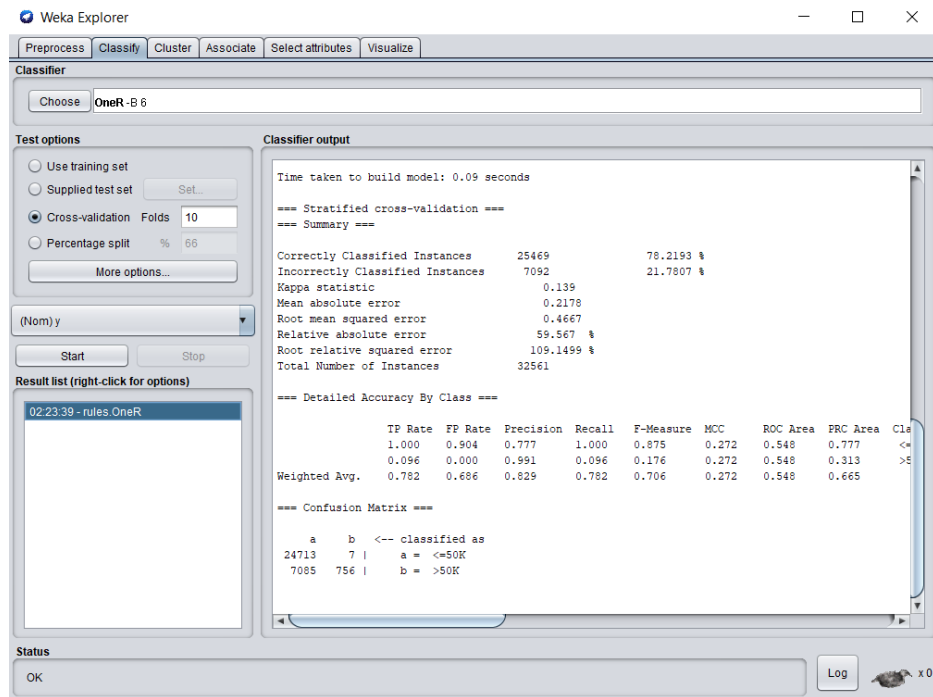 Weka Explorer
Preprocess Classify Cluster Associate Select attributes Visualize
Classifier
Choose OneR -B 6
Test options
Use training set
Supplied test set Set...
Cross-validation Folds 10
Percentage split % 66
More options...
(Nom) y
Start Stop
Result list (right-click for options)
02:23:39 - rules.OneR
Classifier output
Time taken to build model: 0.09 seconds
=== Stratified cross-validation ===
=== Summary ===
Correctly Classified Instances 25469 78.2193 %
Incorrectly Classified Instances 7092 21.7807 %
Kappa statistic 0.139
Mean absolute error 0.2178
Root mean squared error 0.4667
Relative absolute error 59.567 %
Root relative squared error 109.1499 %
Total Number of Instances 32561
=== Detailed Accuracy By Class ===
TP Rate FP Rate Precision Recall F-Measure MCC ROC Area PRC Area Cla
1.000 0.904 0.777 1.000 0.875 0.272 0.548 0.777 <=
0.096 0.000 0.991 0.096 0.176 0.272 0.548 0.313 >5
Weighted Avg. 0.782 0.686 0.829 0.782 0.706 0.272 0.548 0.665
=== Confusion Matrix ===
a b <-- classified as
24713 7 | a = <=50K
7085 756 | b = >50K
Status
OK
Log x 0